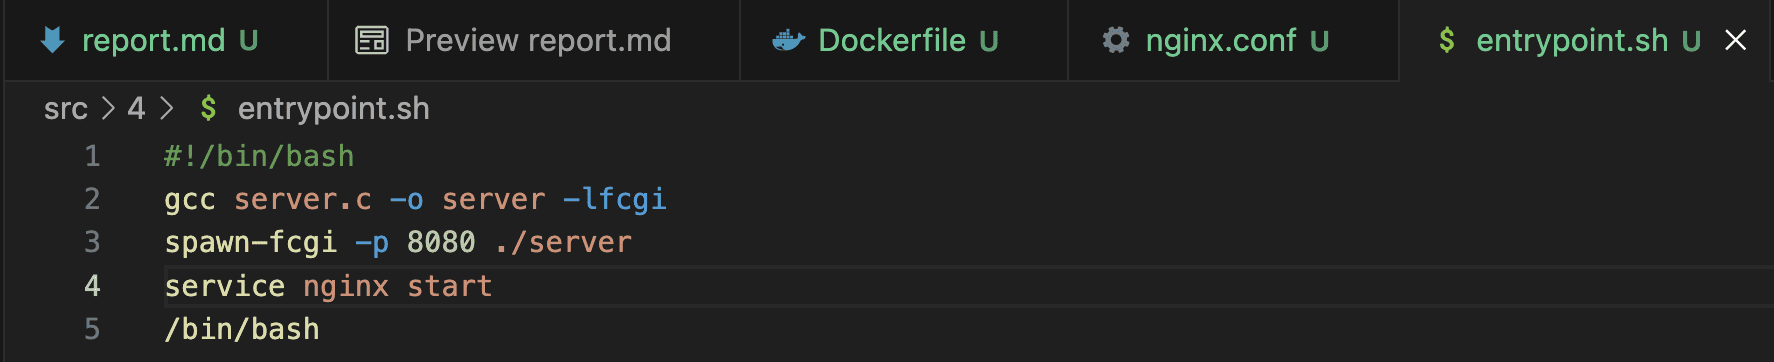 report.md U Preview report.md Dockerfile U nginx.conf U $ entrypoint.sh U
src > 4 > $ entrypoint.sh
1 #!/bin/bash
2 gcc server.c -o server -lfcgi
3 spawn-fcgi -p 8080 ./server
4 service nginx start
5 /bin/bash